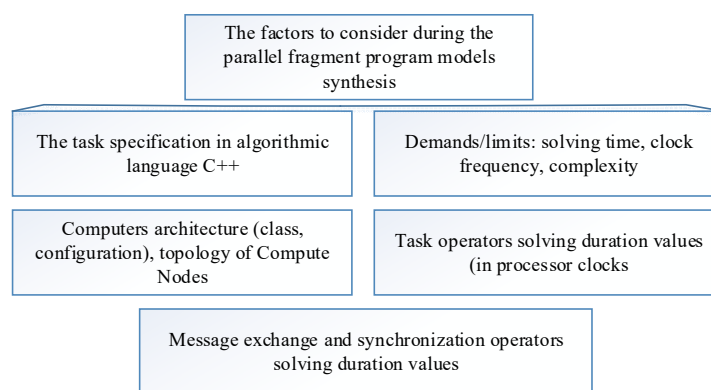 The factors to consider during the
parallel fragment program models
synthesis
The task specification in algorithmic
language C++
Demands/limits: solving time, clock
frequency, complexity
Computers architecture (class,
configuration), topology of Compute
Nodes
Task operators solving duration values
(in processor clocks
Message exchange and synchronization operators
solving duration values